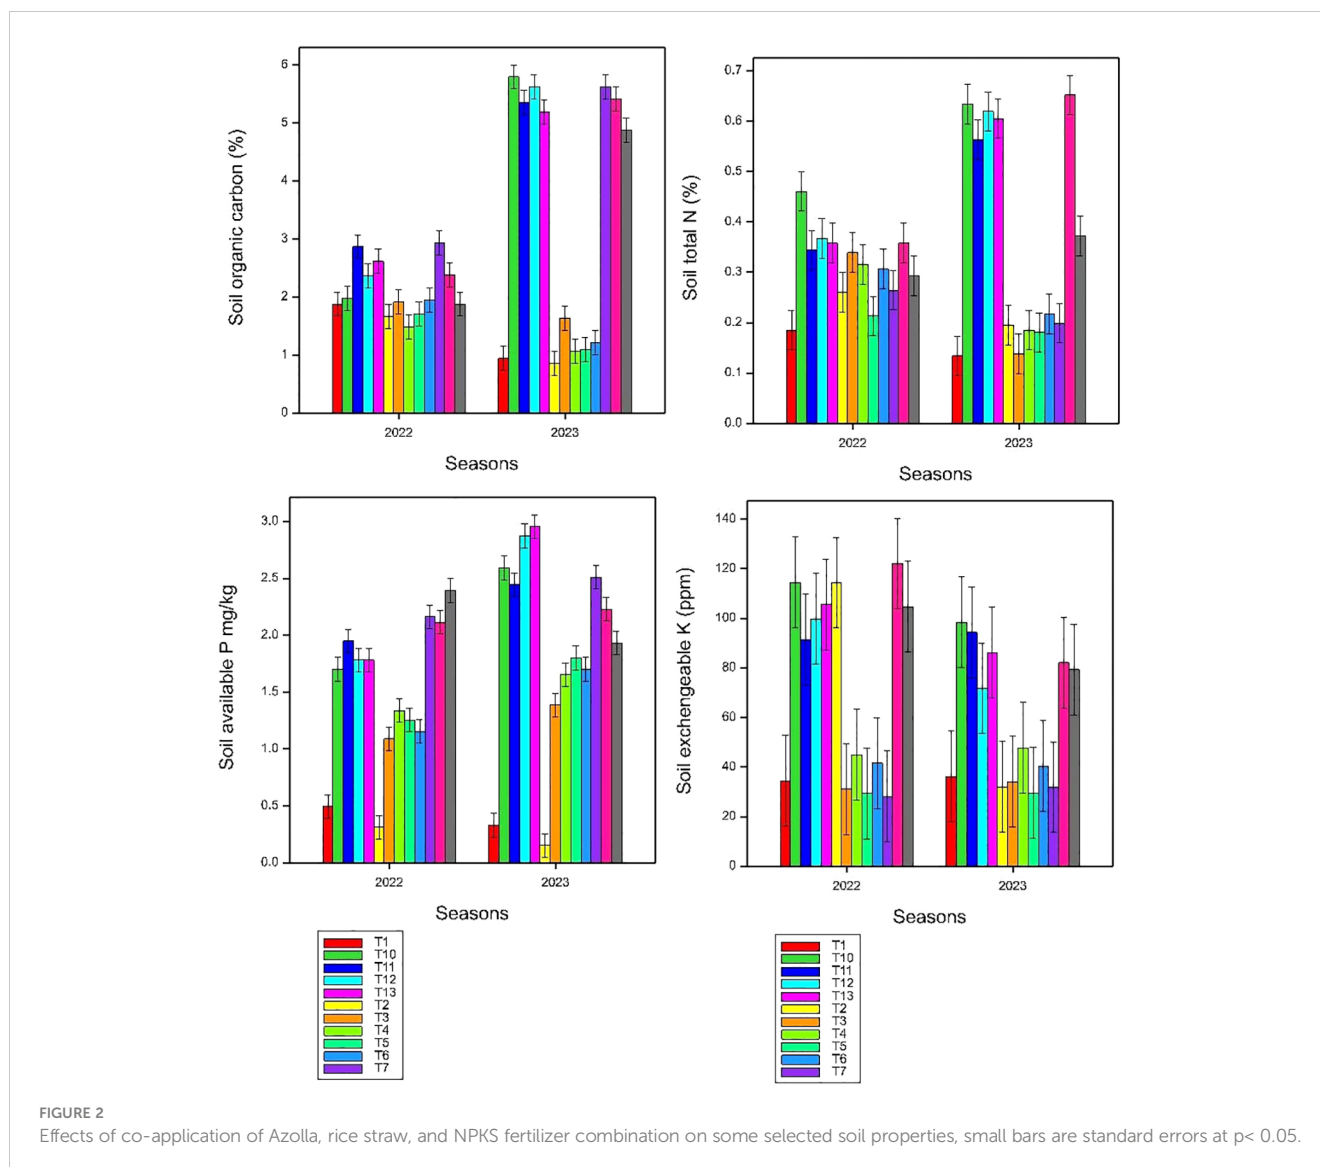 Soil organic carbon (%)
6
5
4
3
2
1
0
2022 2023
Seasons
Soil total N (%)
0.7
0.6
0.5
0.4
0.3
0.2
0.1
0.0
2022 2023
Seasons
Soil available P mg/kg
3.0
2.5
2.0
1.5
1.0
0.5
0.0
2022 2023
Seasons
Soil exchengeable K (ppm)
140
120
100
80
60
40
20
0
2022 2023
Seasons
T1
T10
T11
T12
T13
T2
T3
T4
T5
T6
T7
T1
T10
T11
T12
T13
T2
T3
T4
T5
T6
T7
FIGURE 2
Effects of co-application of Azolla, rice straw, and NPKS fertilizer combination on some selected soil properties, small bars are standard errors at p< 0.05.